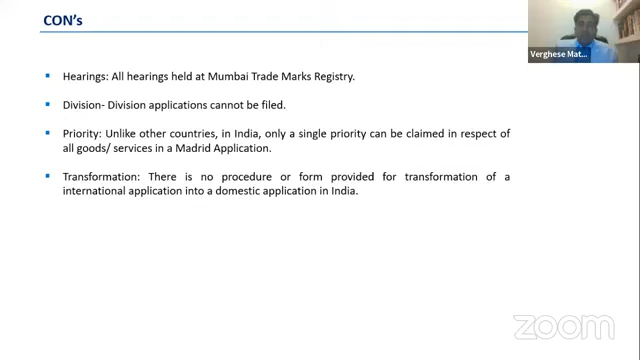 CON's
Verghese Mat...
Hearings: All hearings held at Mumbai Trade Marks Registry.
Division- Division applications cannot be filed.
Priority: Unlike other countries, in India, only a single priority can be claimed in respect of
all goods/ services in a Madrid Application.
Transformation: There is no procedure or form provided for transformation of a
international application into a domestic application in India.
zoom